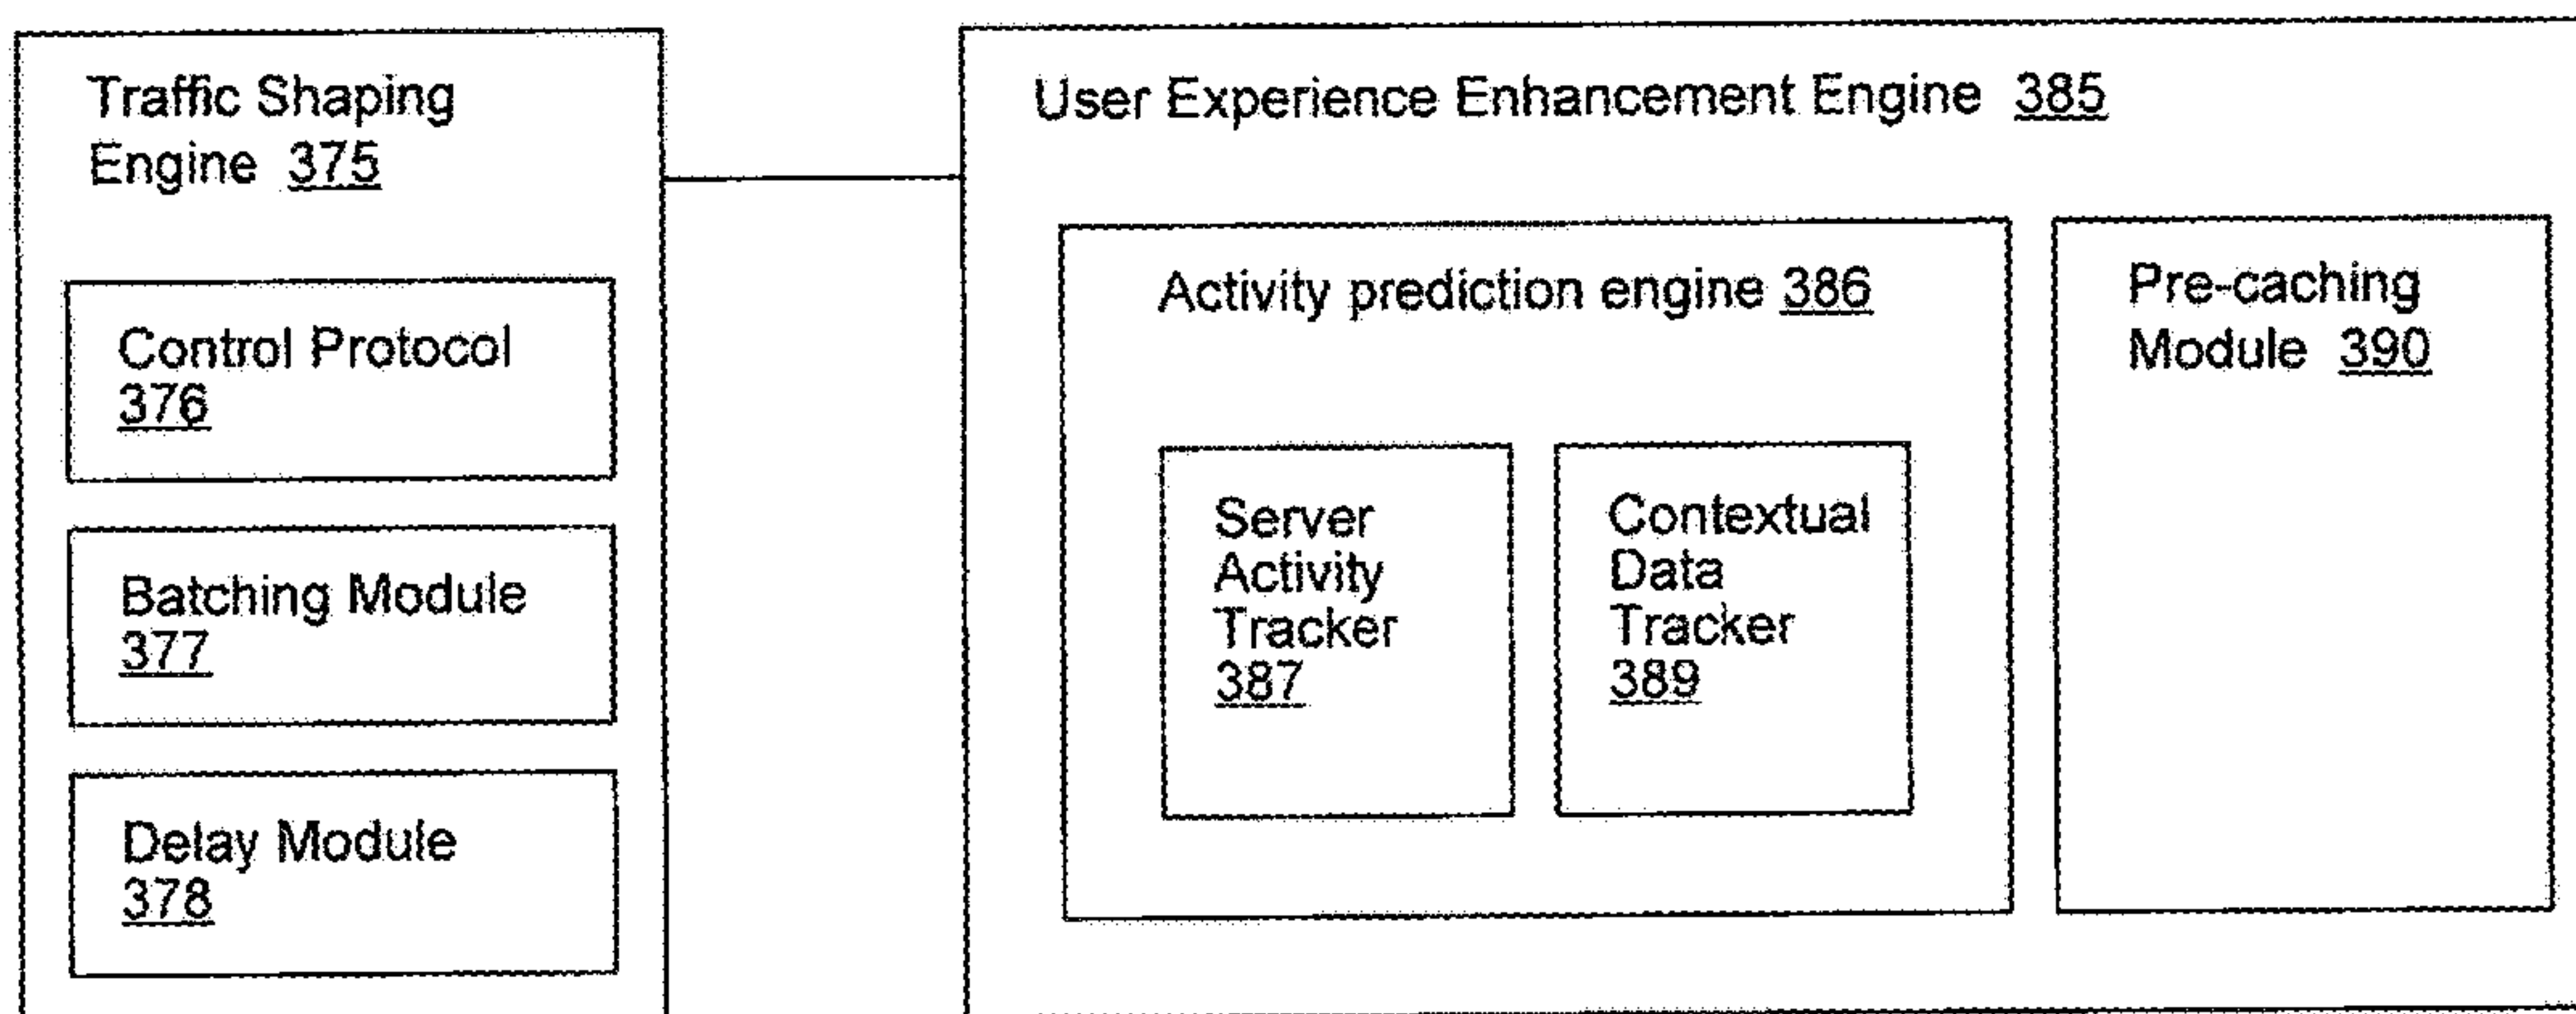 Traffic Shaping
Engine 375
Control Protocol
376
Batching Module
377
Delay Module
378
User Experience Enhancement Engine 385
Activity prediction engine 386
Server
Activity
Tracker
387
Contextual
Data
Tracker
389
Pre-caching
Module 390